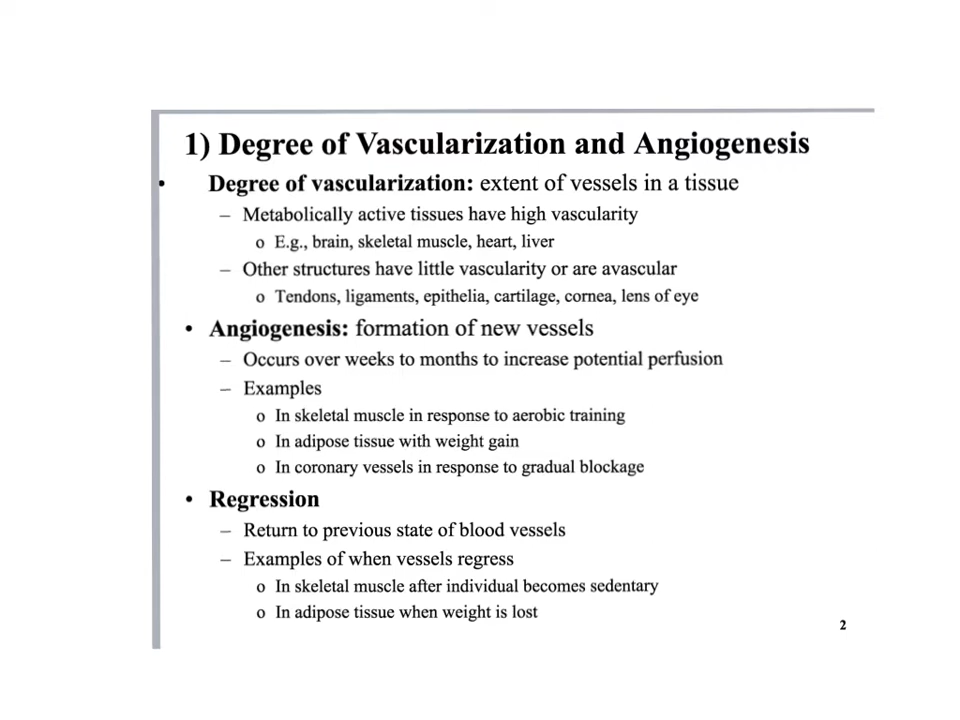 1) Degree of Vascularization and Angiogenesis
• Degree of vascularization: extent of vessels in a tissue
– Metabolically active tissues have high vascularity
o E.g., brain, skeletal muscle, heart, liver
– Other structures have little vascularity or are avascular
o Tendons, ligaments, epithelia, cartilage, cornea, lens of eye
• Angiogenesis: formation of new vessels
– Occurs over weeks to months to increase potential perfusion
– Examples
o In skeletal muscle in response to aerobic training
o In adipose tissue with weight gain
o In coronary vessels in response to gradual blockage
• Regression
– Return to previous state of blood vessels
– Examples of when vessels regress
o In skeletal muscle after individual becomes sedentary
o In adipose tissue when weight is lost
2